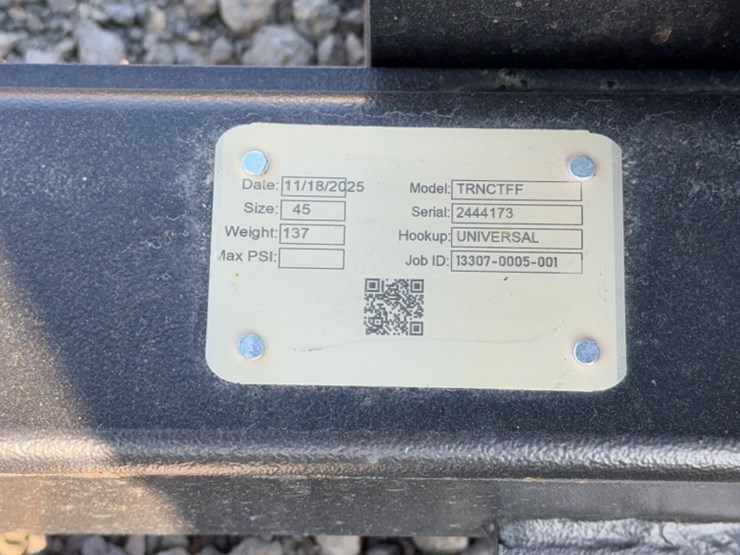 Date: 11/18/2025 Model: TRNCTFF
Size: 45 Serial: 2444173
Weight: 137 Hookup: UNIVERSAL
Max PSI: Job ID: 13307-0005-001